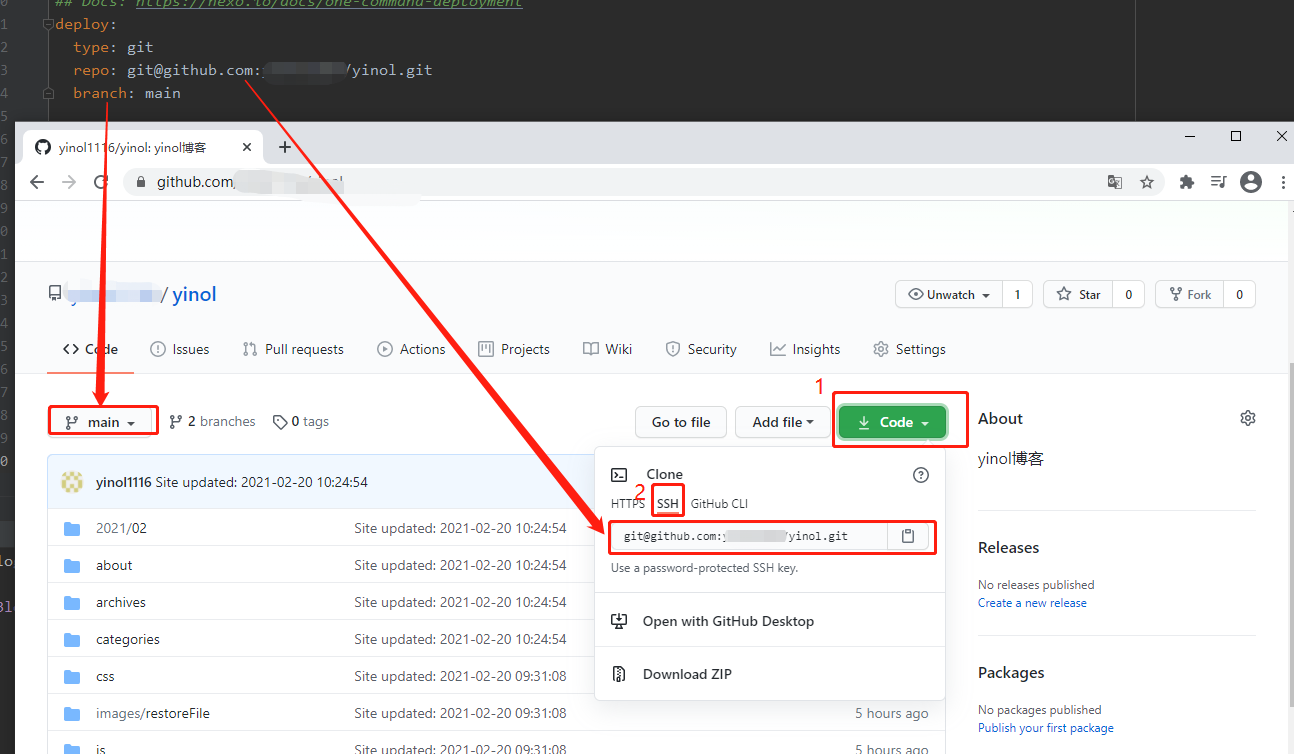 ## Docs: https://hexo.io/docs/one-command-deployment
deploy:
type: git
repo: git@github.com: /yinol.git
branch: main
yinol1116/yinol: yinol博客
github.com
/ yinol
Unwatch 1
Star 0
Fork 0
Code
Issues
Pull requests
Actions
Projects
Wiki
Security
Insights
Settings
1
main
2 branches
0 tags
Go to file
Add file
Code
About
yinol博客
yinol1116 Site updated: 2021-02-20 10:24:54
Clone
2
HTTPS SSH GitHub CLI
git@github.com: /yinol.git
Use a password-protected SSH key.
Open with GitHub Desktop
Download ZIP
2021/02 Site updated: 2021-02-20 10:24:54
about Site updated: 2021-02-20 10:24:54
archives Site updated: 2021-02-20 10:24:54
categories Site updated: 2021-02-20 10:24:54
css Site updated: 2021-02-20 09:31:08
images/restoreFile Site updated: 2021-02-20 09:31:08 5 hours ago
js Site updated: 2021-02-20 09:31:08 5 hours ago
Releases
No releases published
Create a new release
Packages
No packages published
Publish your first package